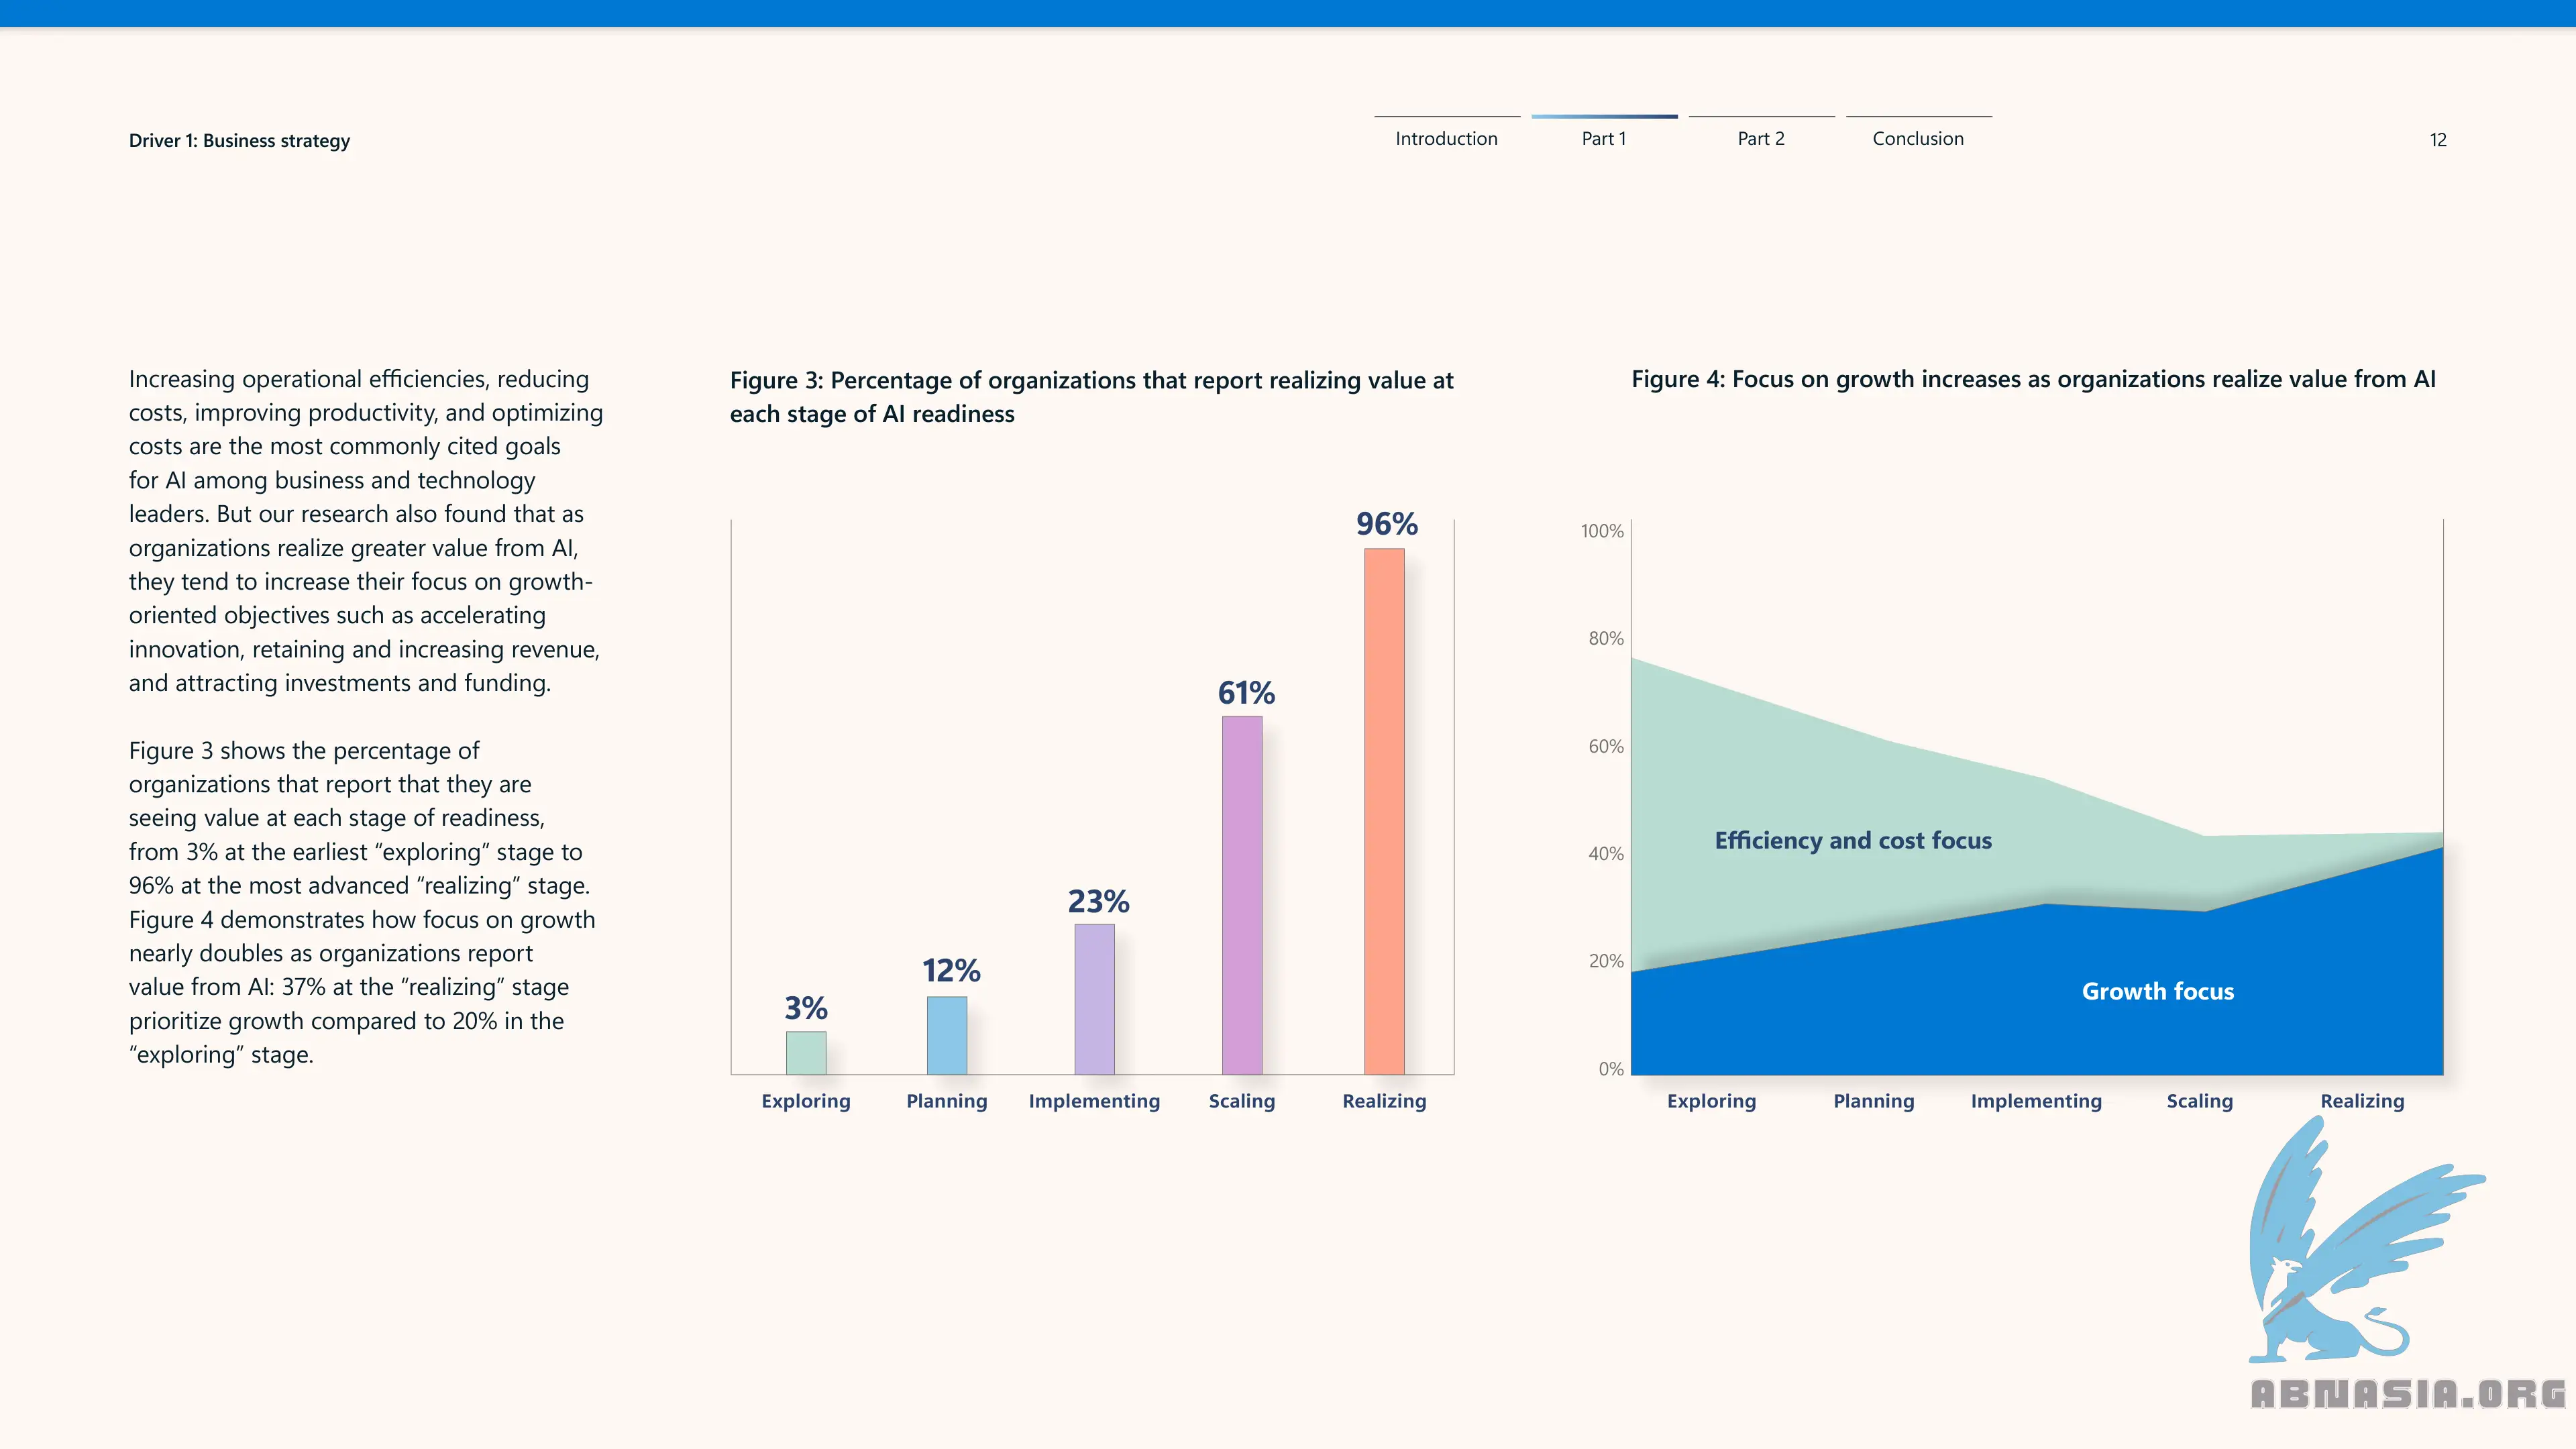 Driver 1: Business strategy
Introduction
Part 1
Part 2
Conclusion
12
Increasing operational efficiencies, reducing
costs, improving productivity, and optimizing
costs are the most commonly cited goals
for AI among business and technology
leaders. But our research also found that as
organizations realize greater value from AI,
they tend to increase their focus on growth-
oriented objectives such as accelerating
innovation, retaining and increasing revenue,
and attracting investments and funding.
Figure 3 shows the percentage of
organizations that report that they are
seeing value at each stage of readiness,
from 3% at the earliest “exploring” stage to
96% at the most advanced “realizing” stage.
Figure 4 demonstrates how focus on growth
nearly doubles as organizations report
value from AI: 37% at the “realizing” stage
prioritize growth compared to 20% in the
“exploring” stage.
Figure 3: Percentage of organizations that report realizing value at
each stage of AI readiness
3%
12%
23%
61%
96%
Exploring
Planning
Implementing
Scaling
Realizing
Figure 4: Focus on growth increases as organizations realize value from AI
100%
80%
60%
40%
20%
0%
Efficiency and cost focus
Growth focus
Exploring
Planning
Implementing
Scaling
Realizing
ABNASIA.ORG